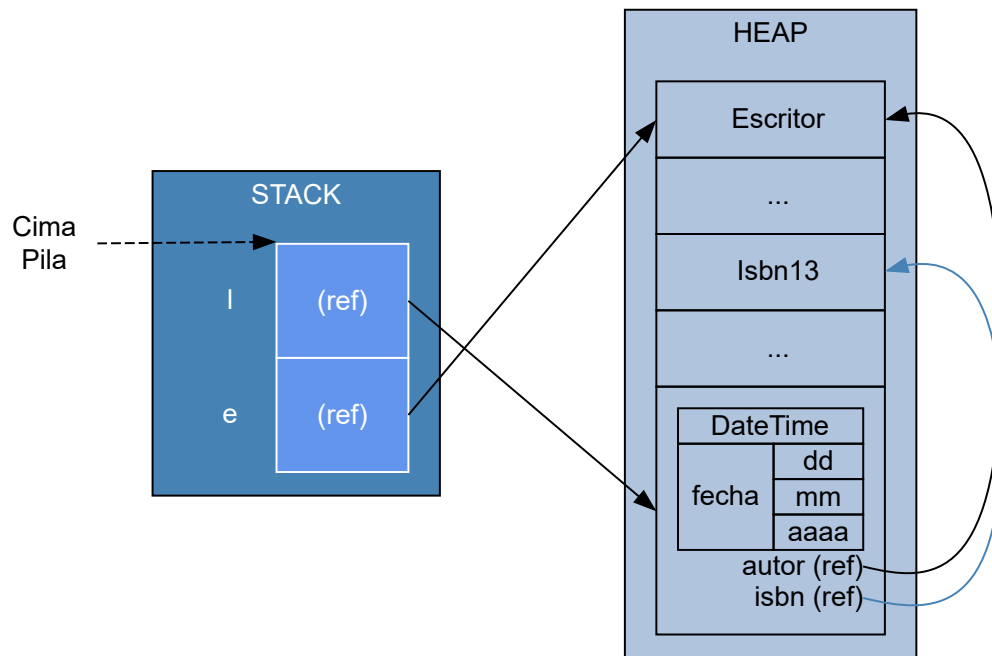 HEAP
Escritor
...
Isbn13
...
DateTime
fecha
dd
mm
aaaa
autor (ref)
isbn (ref)
STACK
Cima
Pila
l
(ref)
e
(ref)